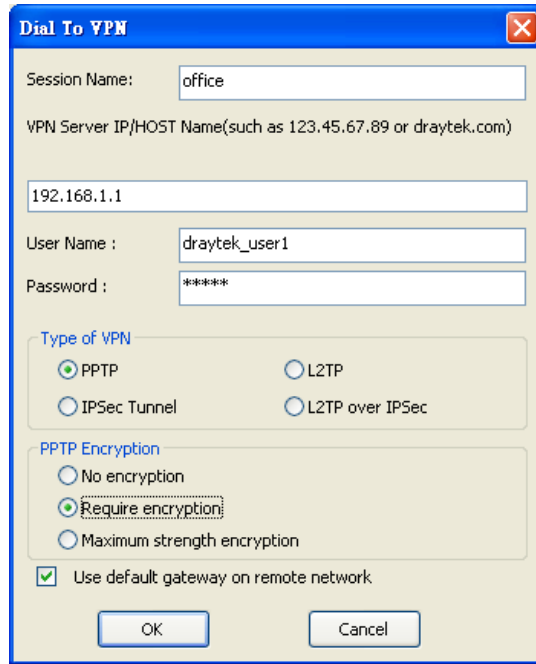 Dial To VPN
Session Name: office
VPN Server IP/HOST Name(such as 123.45.67.89 or draytek.com)
192.168.1.1
User Name : draytek_user1
Password : *****
Type of VPN
PPTP L2TP
IPSec Tunnel L2TP over IPSec
PPTP Encryption
No encryption
Require encryption
Maximum strength encryption
Use default gateway on remote network
OK Cancel